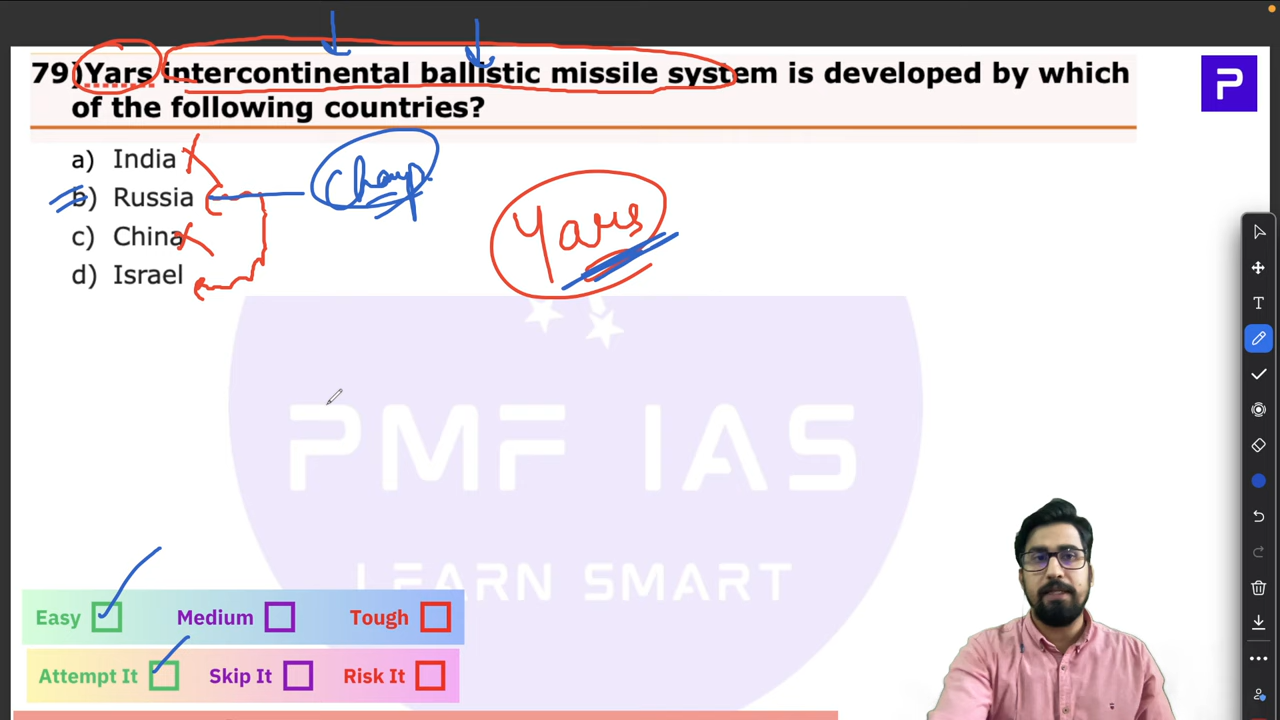 79) Yars intercontinental ballistic missile system is developed by which
of the following countries?
a) India
b) Russia
c) China
d) Israel
Champ
Yars
P
PMF IAS
LEARN SMART
Easy Medium Tough
Attempt It Skip It Risk It
T